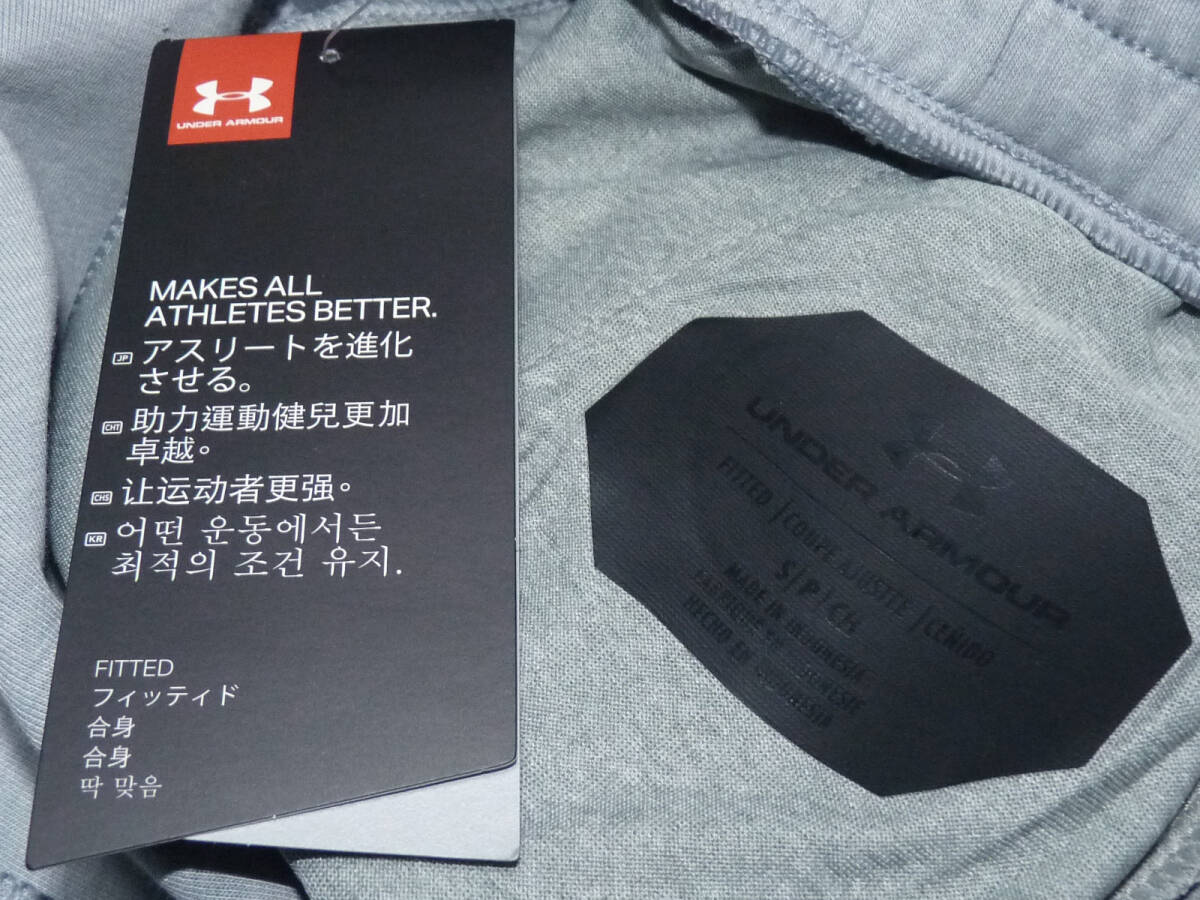 UNDER ARMOUR
MAKES ALL
ATHLETES BETTER.
JP アスリートを進化
させる。
CHT 助力運動健兒更加
卓越。
CHS 让运动者更强。
KR 어떤 운동에서든
최적의 조건 유지.
FITTED
フィッティド
合身
合身
딱 맞음
UNDER ARMOUR
FITTED / COUPE AJUSTÉE / CEÑIDO
S/P/CH
MADE IN INDONESIA
HECHO EN INDONESIA